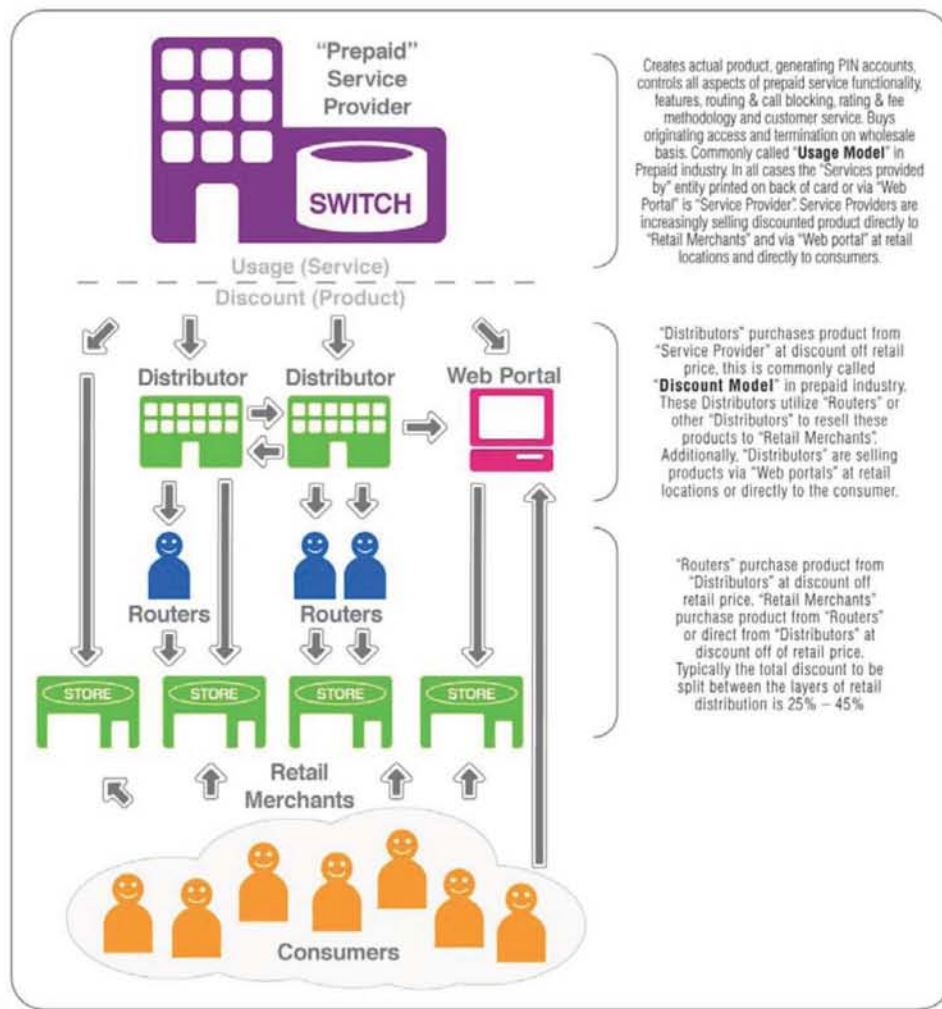 "Prepaid"
Service
Provider
SWITCH
Usage (Service)
Discount (Product)
Creates actual product, generating PIN accounts,
controls all aspects of prepaid service functionality,
features, routing & call blocking, rating & fee
methodology and customer service. Buys
originating access and termination on wholesale
basis. Commonly called "Usage Model" in
Prepaid industry. In all cases the "Services provided
by" entity printed on back of card or via "Web
Portal" is "Service Provider". Service Providers are
increasingly selling discounted product directly to
"Retail Merchants" and via "Web portal" at retail
locations and directly to consumers.
Distributor
Distributor
Web Portal
"Distributors" purchases product from
"Service Provider" at discount off retail
price, this is commonly called
"Discount Model" in prepaid industry.
These Distributors utilize "Routers" or
other "Distributors" to resell these
products to "Retail Merchants".
Additionally, "Distributors" are selling
products via "Web portals" at retail
locations or directly to the consumer.
Routers
Routers
"Routers" purchase product from
"Distributors" at discount off
retail price. "Retail Merchants"
purchase product from "Routers"
or direct from "Distributors" at
discount off of retail price.
Typically the total discount to be
split between the layers of retail
distribution is 25% – 45%
STORE
STORE
STORE
STORE
Retail
Merchants
Consumers